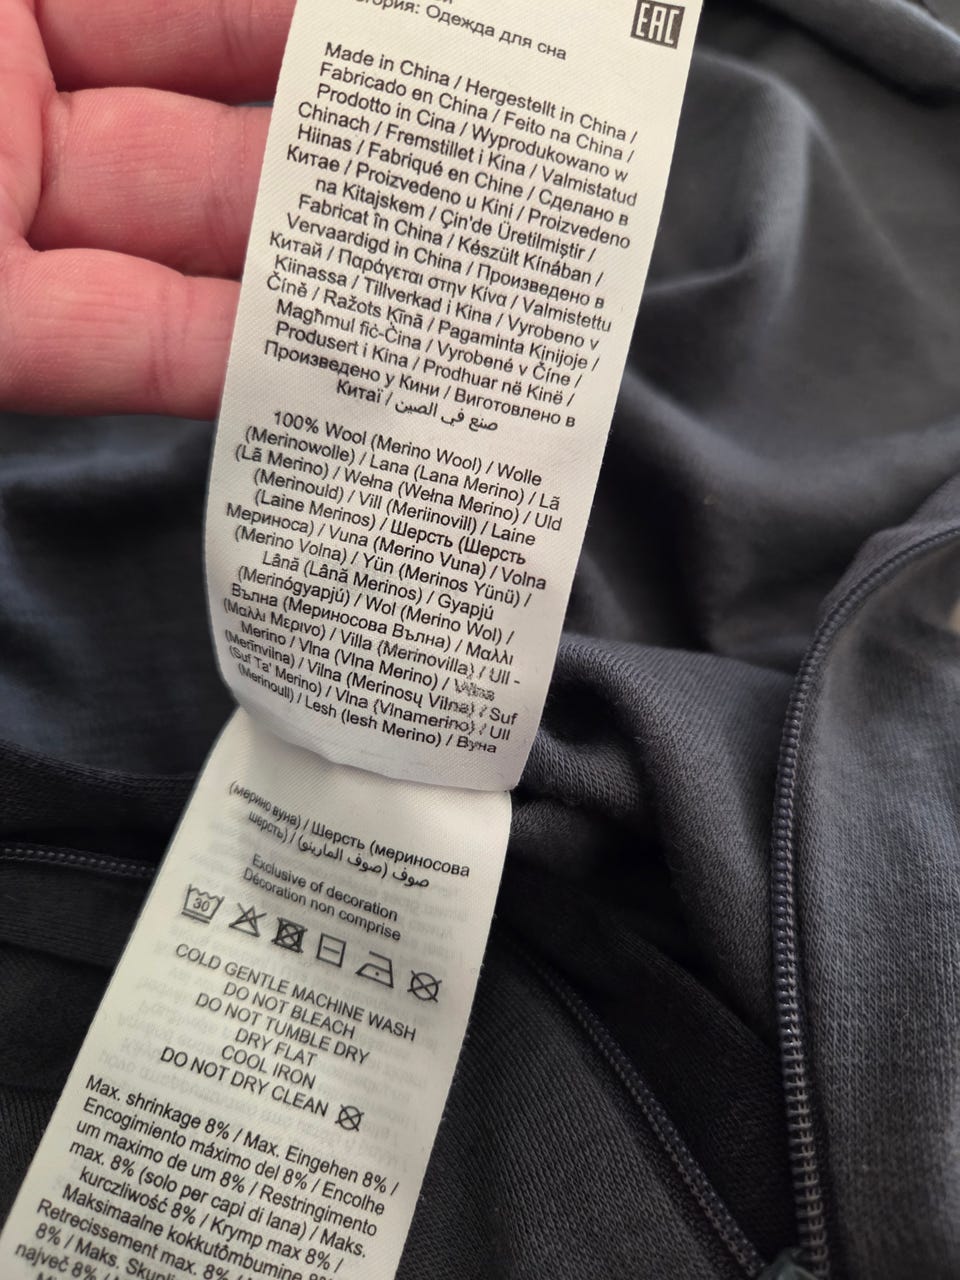 Одежда для сна
EAC
Made in China / Hergestellt in China /
Fabricado en China / Feito na China /
Prodotto in Cina / Wyprodukowano w
Chinach / Fremstillet i Kina / Valmistatud
Hiinas / Fabriqué en Chine / Сделано в
Китае / Proizvedeno u Kini / Proizvedeno
na Kitajskem / Çin'de Üretilmiştir /
Fabricat în China / Készült Kínában /
Vervaardigd in China / Произведено в
Китай / Παράγεται στην Κίνα / Valmistettu
Kiinassa / Tillverkad i Kina / Vyrobeno v
Číně / Ražots Ķīnā / Pagaminta Kinijoje /
Magħmul fiċ-Ċina / Vyrobené v Číne /
Produsert i Kina / Prodhuar në Kinë /
Произведено у Кини / Виготовлено в
Китаї / صنع في الصين
100% Wool (Merino Wool) / Wolle
(Merinowolle) / Lana (Lana Merino) / Lã
(Lã Merino) / Wełna (Wełna Merino) / Uld
(Merinould) / Vill (Meriinovill) / Laine
(Laine Merinos) / Шерсть (Шерсть
Мериноса) / Vuna (Merino Vuna) / Volna
(Merino Volna) / Yün (Merinos Yünü) /
Lână (Lână Merinos) / Gyapjú
(Merinógyapjú) / Wol (Merino Wol) /
Вълна (Мериносова Вълна) / Μαλλι
(Μαλλι Μερινο) / Villa (Merinovilla) / Ull -
Merino / Vlna (Vlna Merino) / Vilna
(Merīnvilna) / Vilna (Merinosų Vilna) / Suf
(Suf Ta' Merino) / Vlna (Vlnamerino) / Ull
(Merinoull) / Lesh (lesh Merino) / Вуна
(мерино вуна) / Шерсть (мериносова
шерсть) / صوف (صوف المارينو)
Exclusive of decoration
Décoration non comprise
30
COLD GENTLE MACHINE WASH
DO NOT BLEACH
DO NOT TUMBLE DRY
DRY FLAT
COOL IRON
DO NOT DRY CLEAN
Max. shrinkage 8% / Max. Eingehen 8% /
Encogimiento máximo del 8% / Encolhe
um maximo de um 8% / Restringimento
max. 8% (solo per capi di lana) / Maks.
kurczliwość 8% / Krymp max 8% /
Maksimaalne kokkutõmbumine 8%
Retrecissement max. 8%
8% / Maks.
največ 8% /